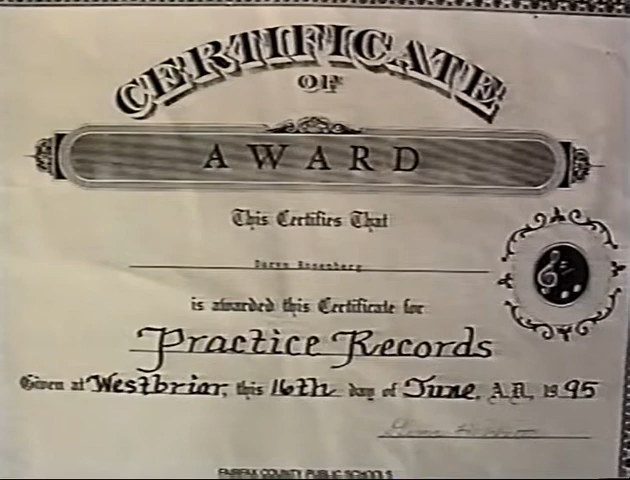 CERTIFICATE
OF
AWARD
This Certifies That
Rosenberg
is awarded this Certificate for
Practice Records
Given at Westbriar, this 16th day of June, A.D., 1995
FAIRFAX COUNTY PUBLIC SCHOOLS